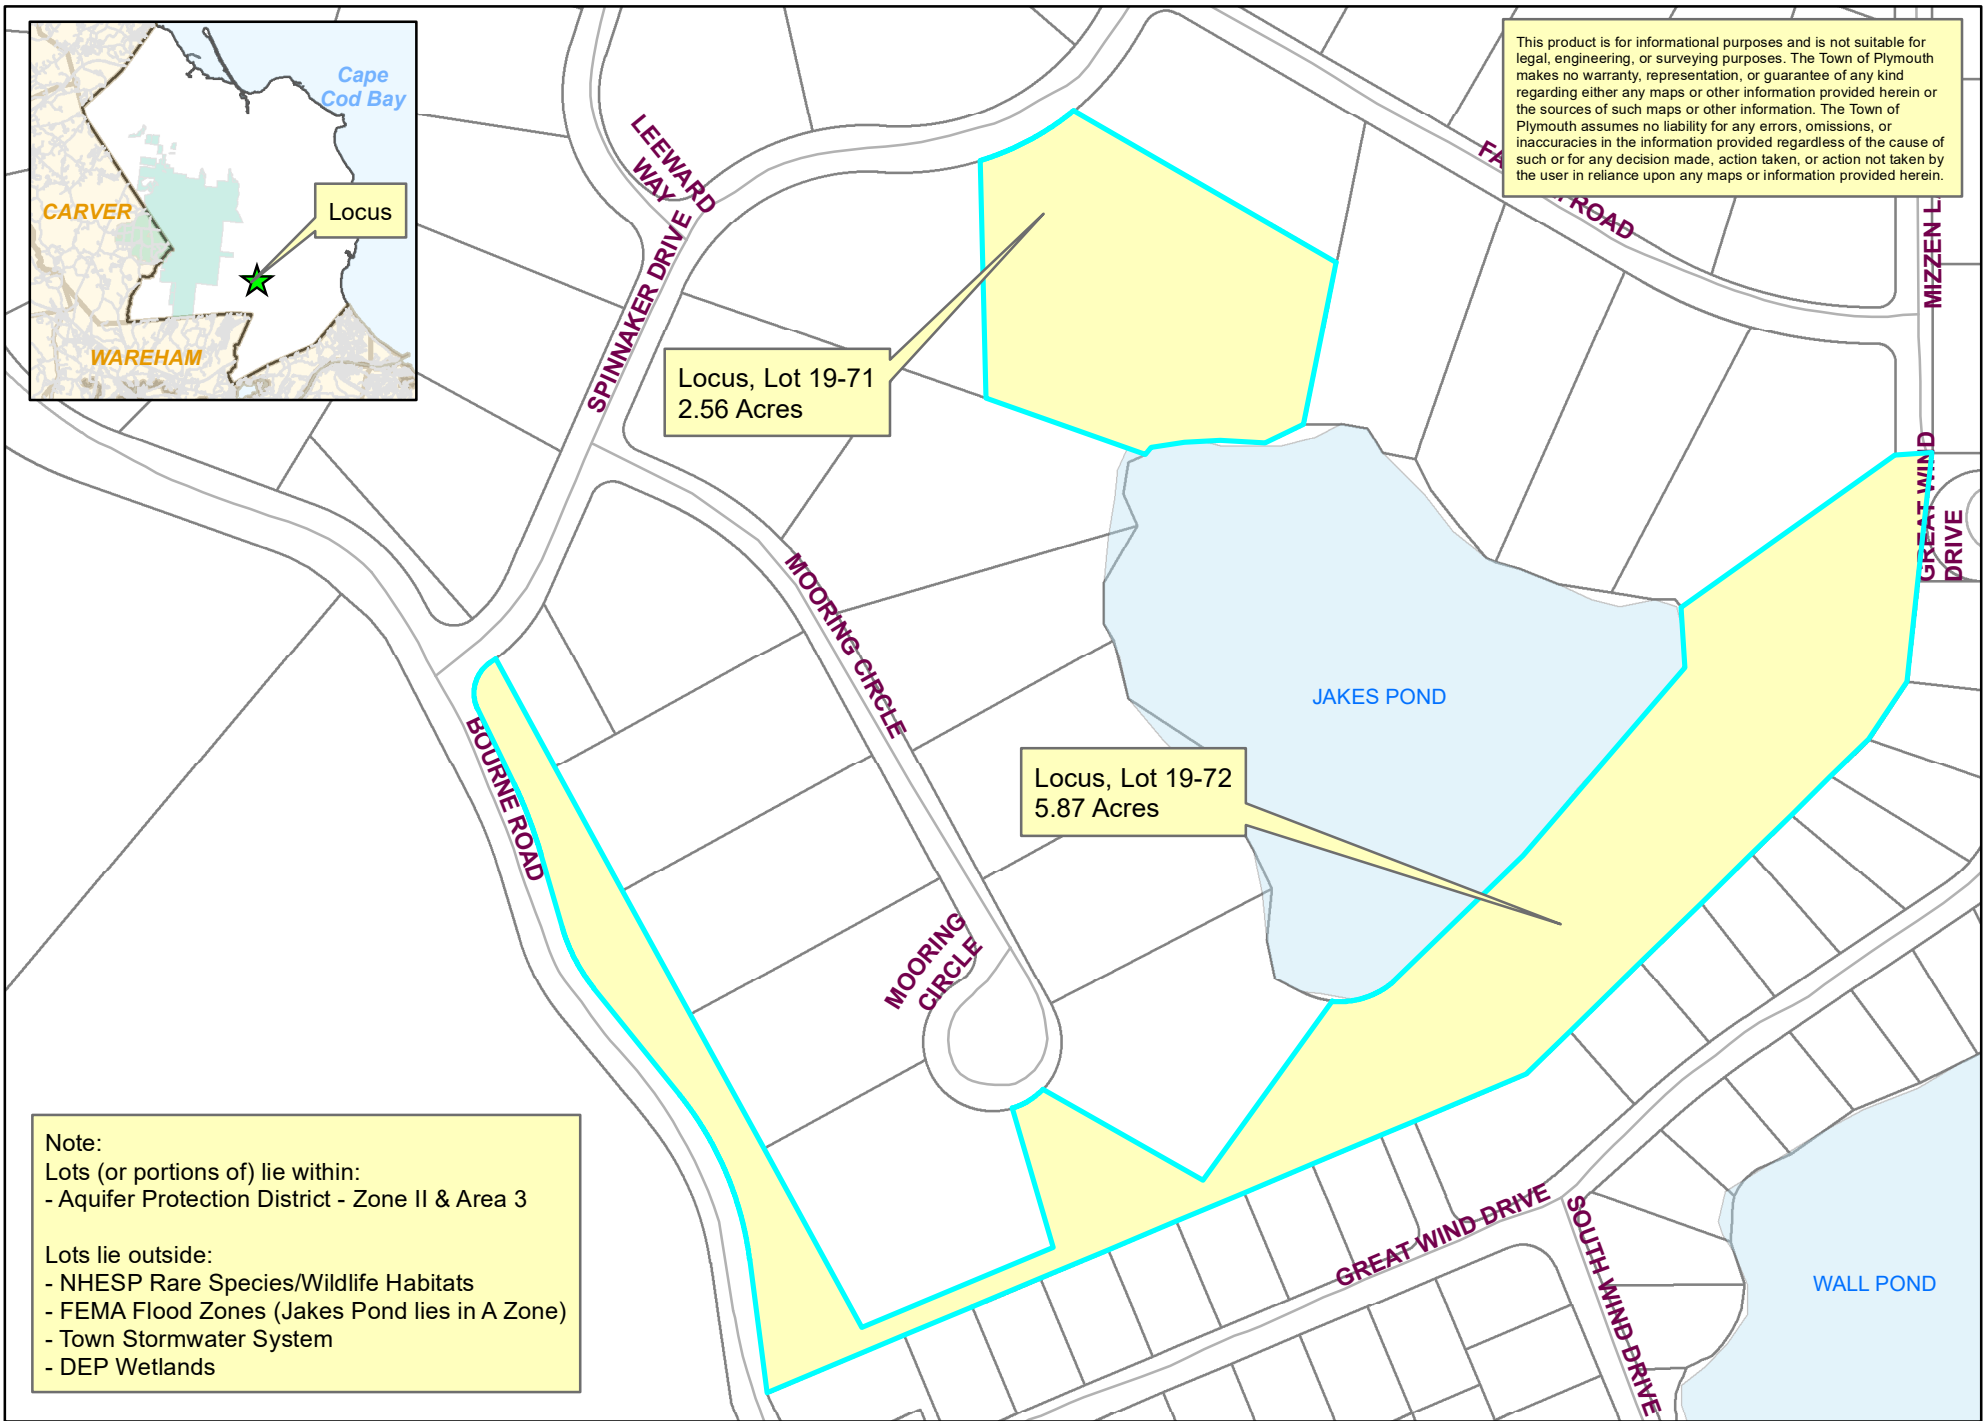 Cape
Cod Bay
CARVER
Locus
WAREHAM
This product is for informational purposes and is not suitable for
legal, engineering, or surveying purposes. The Town of Plymouth
makes no warranty, representation, or guarantee of any kind
regarding either any maps or other information provided herein or
the sources of such maps or other information. The Town of
Plymouth assumes no liability for any errors, omissions, or
inaccuracies in the information provided regardless of the cause of
such or for any decision made, action taken, or action not taken by
the user in reliance upon any maps or information provided herein.
LEEWARD
WAY
SPINNAKER DRIVE
ROAD
MIZZEN
Locus, Lot 19-71
2.56 Acres
GREAT WIND
DRIVE
MOORING CIRCLE
JAKES POND
BOURNE ROAD
Locus, Lot 19-72
5.87 Acres
MOORING
CIRCLE
Note:
Lots (or portions of) lie within:
- Aquifer Protection District - Zone II & Area 3
Lots lie outside:
- NHESP Rare Species/Wildlife Habitats
- FEMA Flood Zones (Jakes Pond lies in A Zone)
- Town Stormwater System
- DEP Wetlands
GREAT WIND DRIVE
SOUTH WIND DRIVE
WALL POND